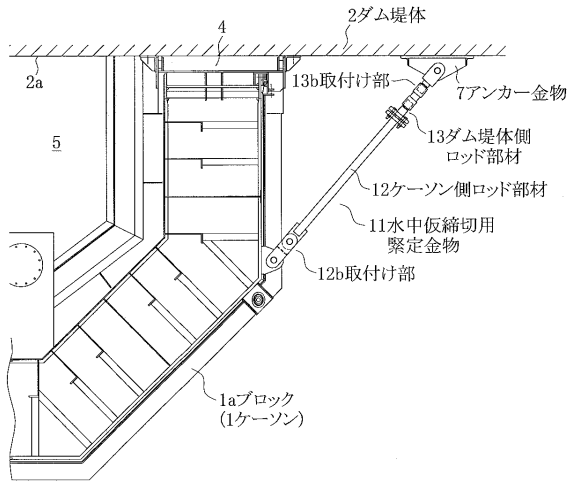 2ダム堤体
4
2a
13b取付け部
7アンカー金物
5
13ダム堤体側
ロッド部材
12ケーソン側ロッド部材
11水中仮締切用
緊定金物
12b取付け部
1aブロック
(1ケーソン)